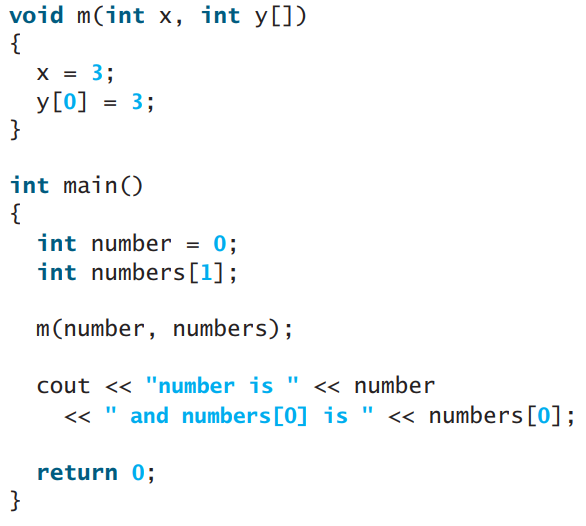 void m(int x, int y[])
{
  x = 3;
  y[0] = 3;
}

int main()
{
  int number = 0;
  int numbers[1];

  m(number, numbers);

  cout << "number is " << number
    << " and numbers[0] is " << numbers[0];

  return 0;
}